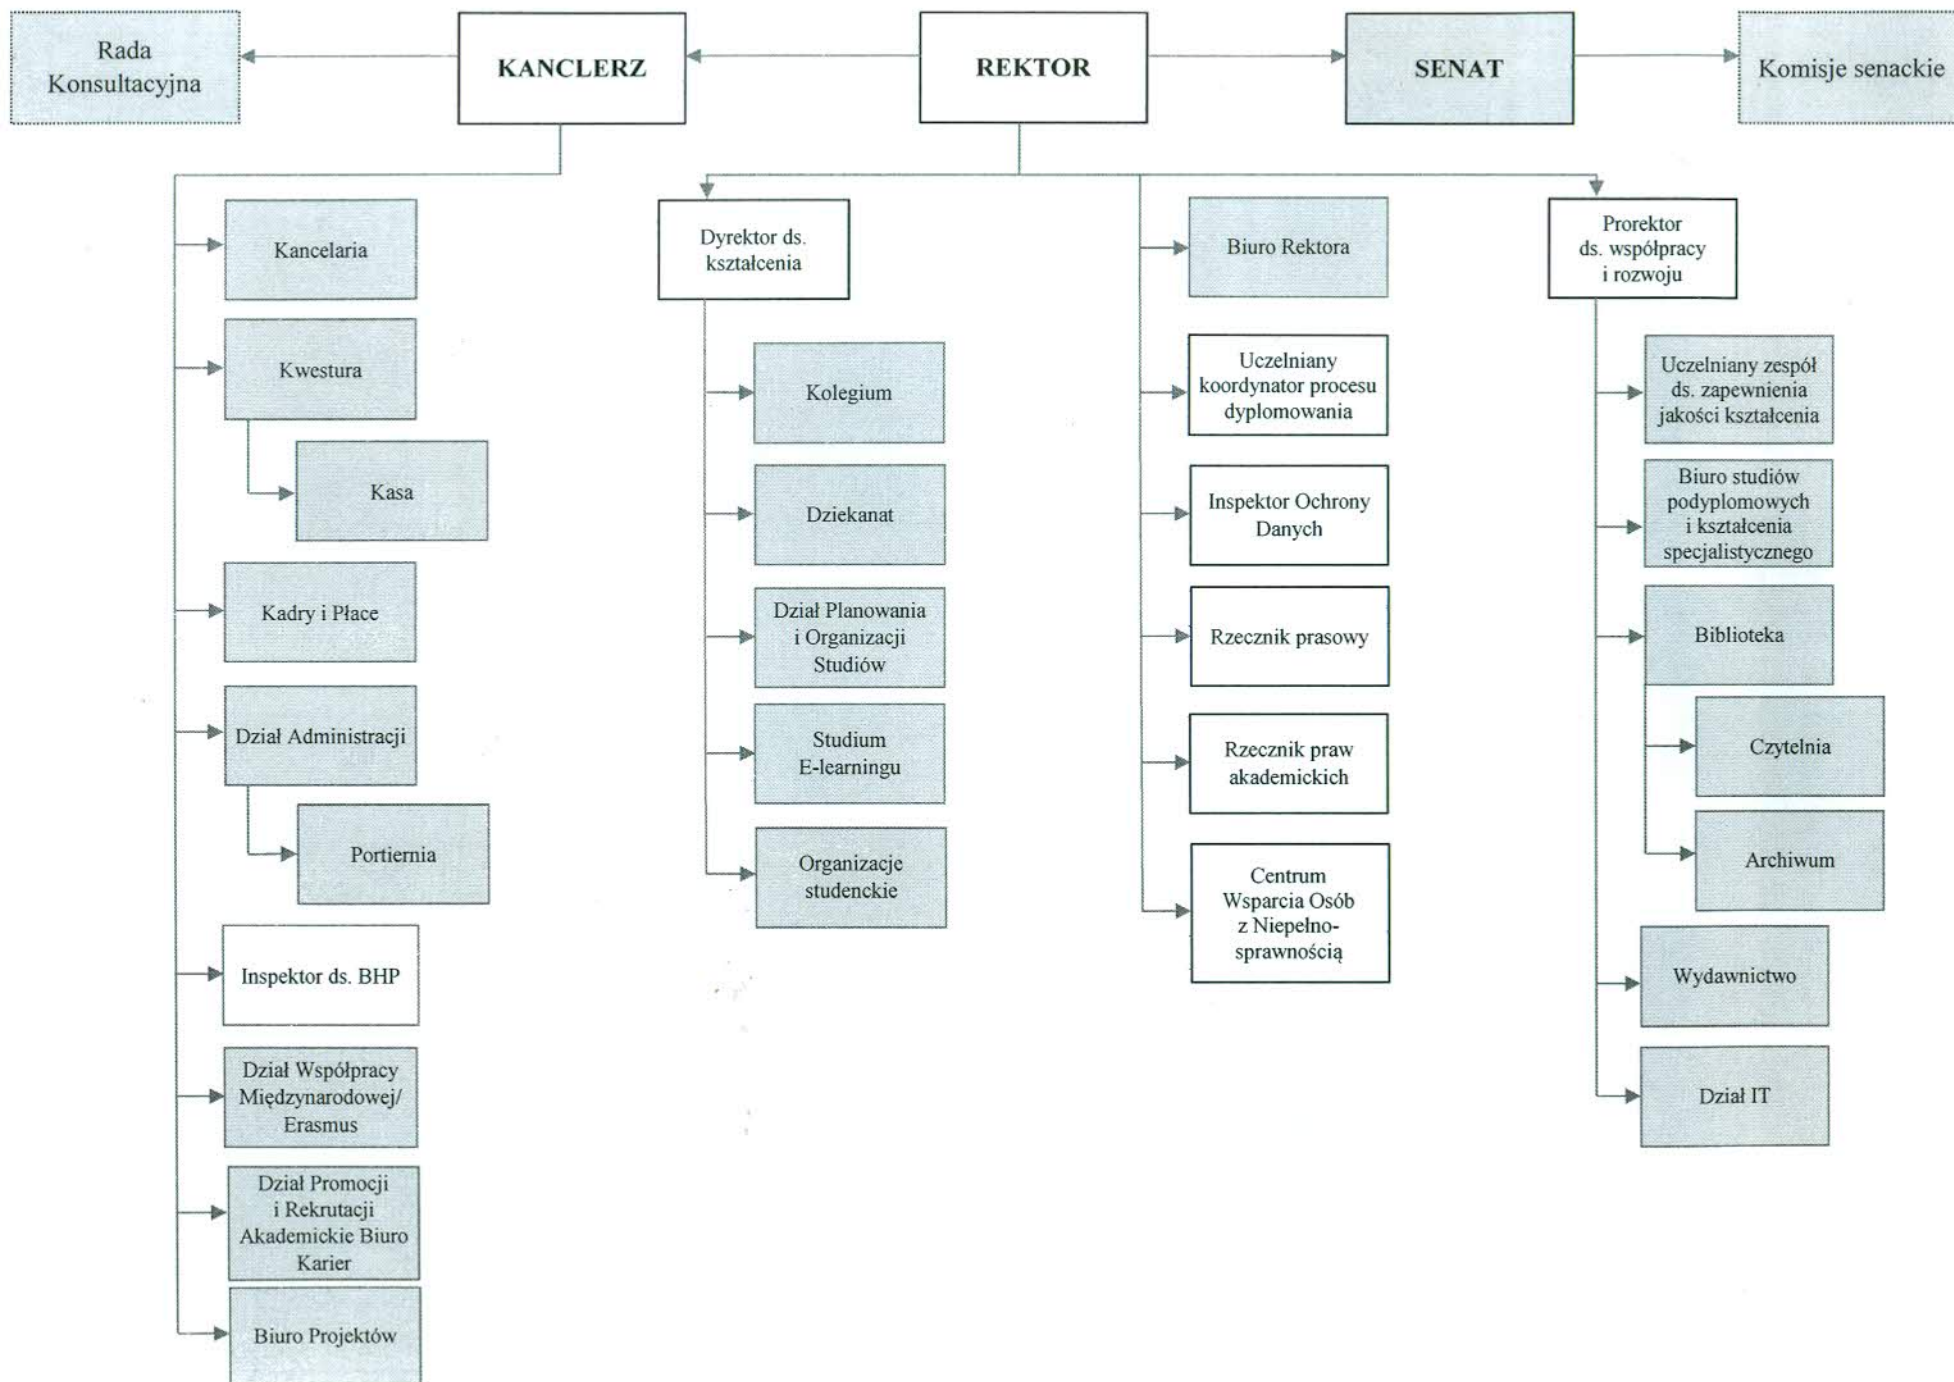 Rada
Konsultacyjna
KANCLERZ
REKTOR
SENAT
Komisje senackie
Kancelaria
Kwestura
Kasa
Kadry i Płace
Dział Administracji
Portiernia
Inspektor ds. BHP
Dział Współpracy
Międzynarodowej/
Erasmus
Dział Promocji
i Rekrutacji
Akademickie Biuro
Karier
Biuro Projektów
Dyrektor ds.
kształcenia
Kolegium
Dziekanat
Dział Planowania
i Organizacji
Studiów
Studium
E-learningu
Organizacje
studenckie
Biuro Rektora
Uczelniany
koordynator procesu
dyplomowania
Inspektor Ochrony
Danych
Rzecznik prasowy
Rzecznik praw
akademickich
Centrum
Wsparcia Osób
z Niepełno-
sprawnością
Prorektor
ds. współpracy
i rozwoju
Uczelniany zespół
ds. zapewnienia
jakości kształcenia
Biuro studiów
podyplomowych
i kształcenia
specjalistycznego
Biblioteka
Czytelnia
Archiwum
Wydawnictwo
Dział IT